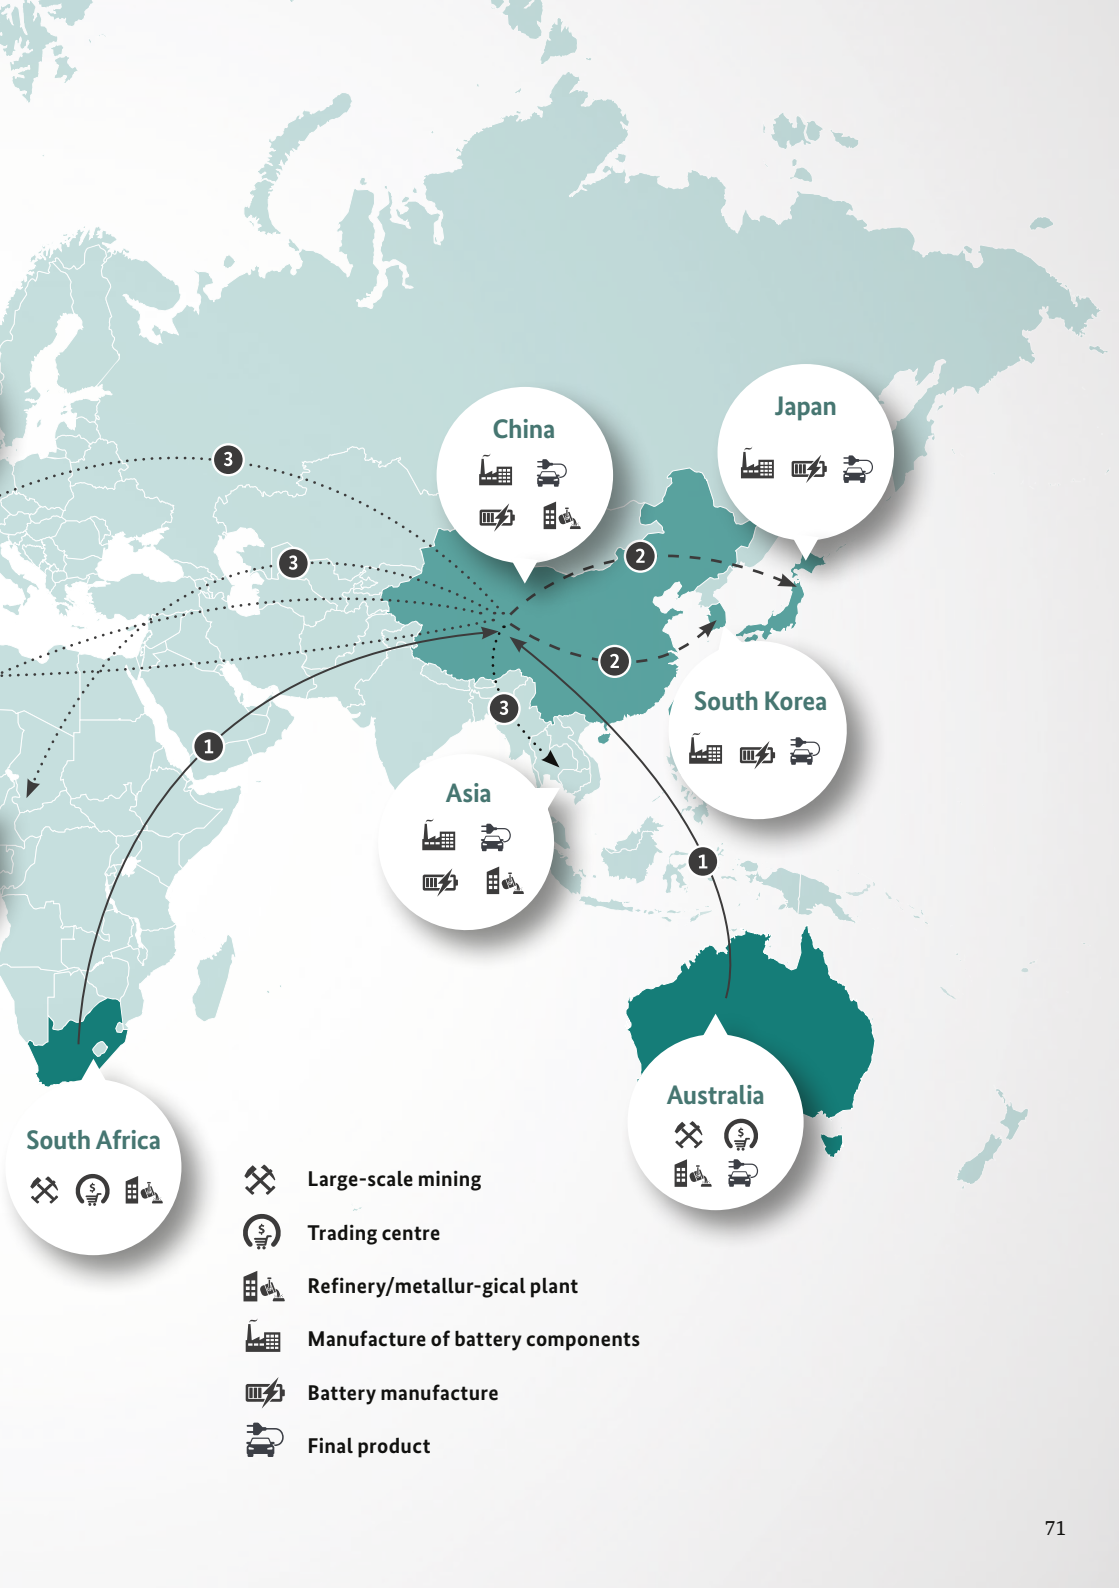 Japan
China
3
2
3
2
South Korea
3
1
Asia
1
Australia
$
South Africa
$
Large-scale mining
$
Trading centre
Refinery/metallur-gical plant
Manufacture of battery components
Battery manufacture
Final product
71